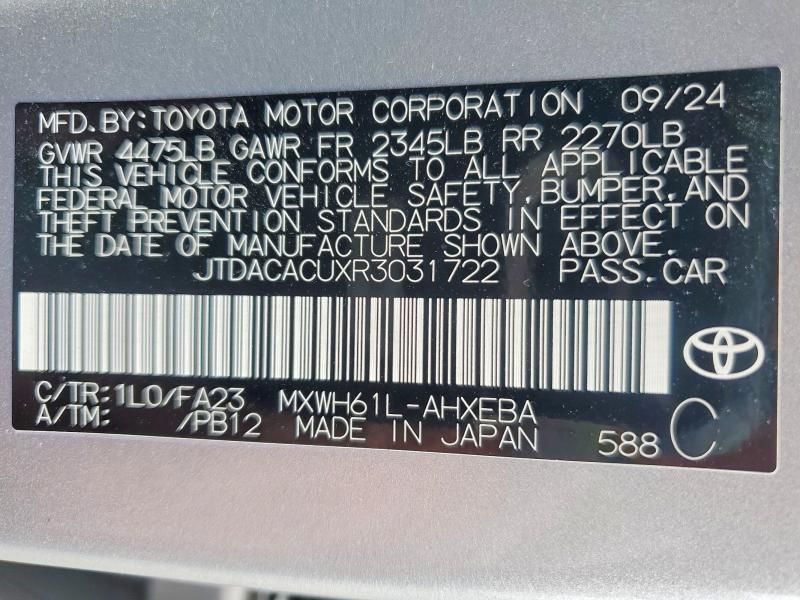 MFD. BY: TOYOTA MOTOR CORPORATION 09/24
GVWR 4475LB GAWR FR 2345LB RR 2270LB
THIS VEHICLE CONFORMS TO ALL APPLICABLE
FEDERAL MOTOR VEHICLE SAFETY, BUMPER, AND
THEFT PREVENTION STANDARDS IN EFFECT ON
THE DATE OF MANUFACTURE SHOWN ABOVE.
JTDACACUXR3031722 PASS.CAR
C/TR: 1L0/FA23 MXWH61L-AHXEBA
A/TM: /PB12 MADE IN JAPAN 588 C